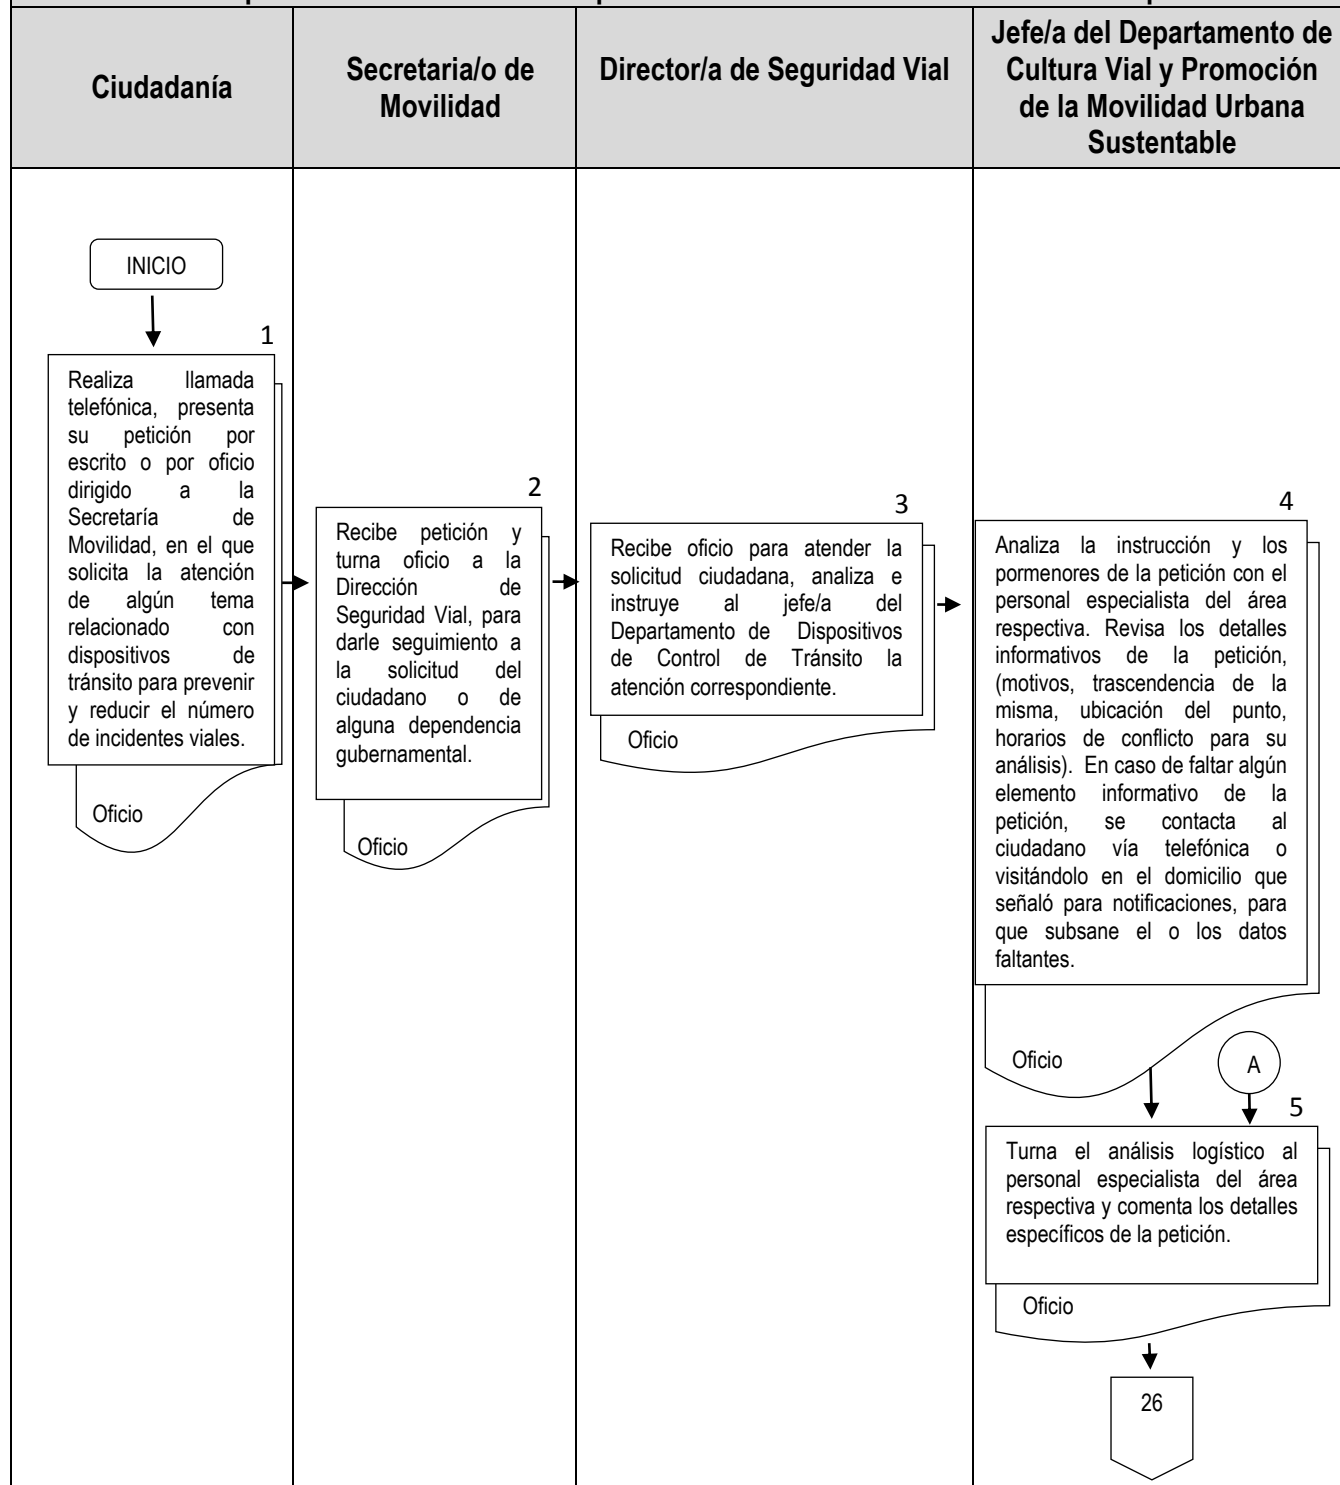 Ciudadanía
Secretaria/o de
Movilidad
Director/a de Seguridad Vial
Jefe/a del Departamento de
Cultura Vial y Promoción
de la Movilidad Urbana
Sustentable
INICIO
1
Realiza llamada
telefónica, presenta
su petición por
escrito o por oficio
dirigido a la
Secretaría de
Movilidad, en el que
solicita la atención
de algún tema
relacionado con
dispositivos de
tránsito para prevenir
y reducir el número
de incidentes viales.
Oficio
2
Recibe petición y
turna oficio a la
Dirección de
Seguridad Vial, para
darle seguimiento a
la solicitud del
ciudadano o de
alguna dependencia
gubernamental.
Oficio
3
Recibe oficio para atender la
solicitud ciudadana, analiza e
instruye al jefe/a del
Departamento de Dispositivos
de Control de Tránsito la
atención correspondiente.
Oficio
4
Analiza la instrucción y los
pormenores de la petición con el
personal especialista del área
respectiva. Revisa los detalles
informativos de la petición,
(motivos, trascendencia de la
misma, ubicación del punto,
horarios de conflicto para su
análisis). En caso de faltar algún
elemento informativo de la
petición, se contacta al
ciudadano vía telefónica o
visitándolo en el domicilio que
señaló para notificaciones, para
que subsane el o los datos
faltantes.
Oficio
A
5
Turna el análisis logístico al
personal especialista del área
respectiva y comenta los detalles
específicos de la petición.
Oficio
26